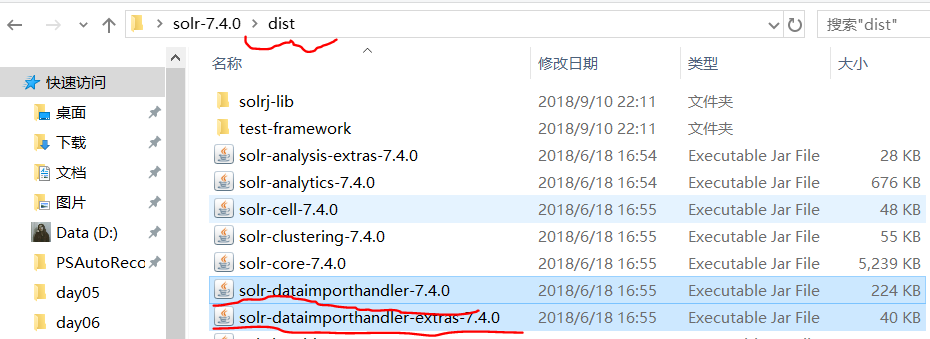 solr-7.4.0 > dist
搜索"dist"
名称 修改日期 类型 大小
快速访问
桌面
下载
文档
图片
Data (D:)
PSAutoReco
day05
day06
solrj-lib 2018/9/10 22:11 文件夹
test-framework 2018/9/10 22:11 文件夹
solr-analysis-extras-7.4.0 2018/6/18 16:54 Executable Jar File 28 KB
solr-analytics-7.4.0 2018/6/18 16:54 Executable Jar File 676 KB
solr-cell-7.4.0 2018/6/18 16:55 Executable Jar File 48 KB
solr-clustering-7.4.0 2018/6/18 16:55 Executable Jar File 55 KB
solr-core-7.4.0 2018/6/18 16:55 Executable Jar File 5,239 KB
solr-dataimporthandler-7.4.0 2018/6/18 16:55 Executable Jar File 224 KB
solr-dataimporthandler-extras-7.4.0 2018/6/18 16:55 Executable Jar File 40 KB